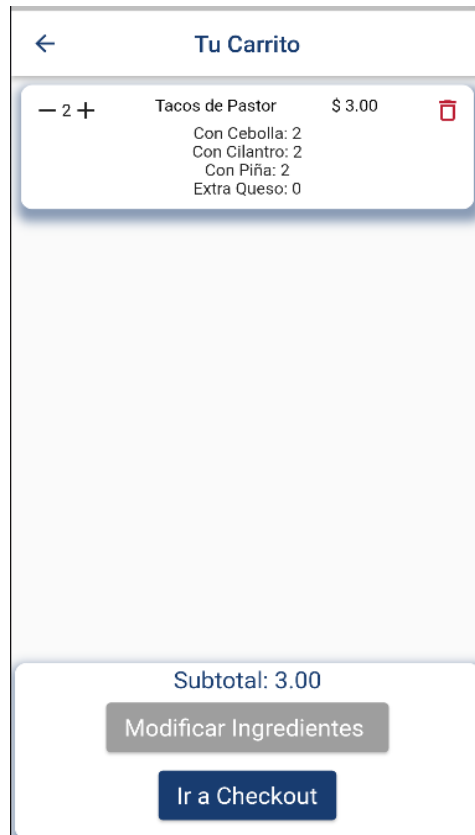 Tu Carrito
2 Tacos de Pastor $ 3.00
Con Cebolla: 2
Con Cilantro: 2
Con Piña: 2
Extra Queso: 0
Subtotal: 3.00
Modificar Ingredientes
Ir a Checkout